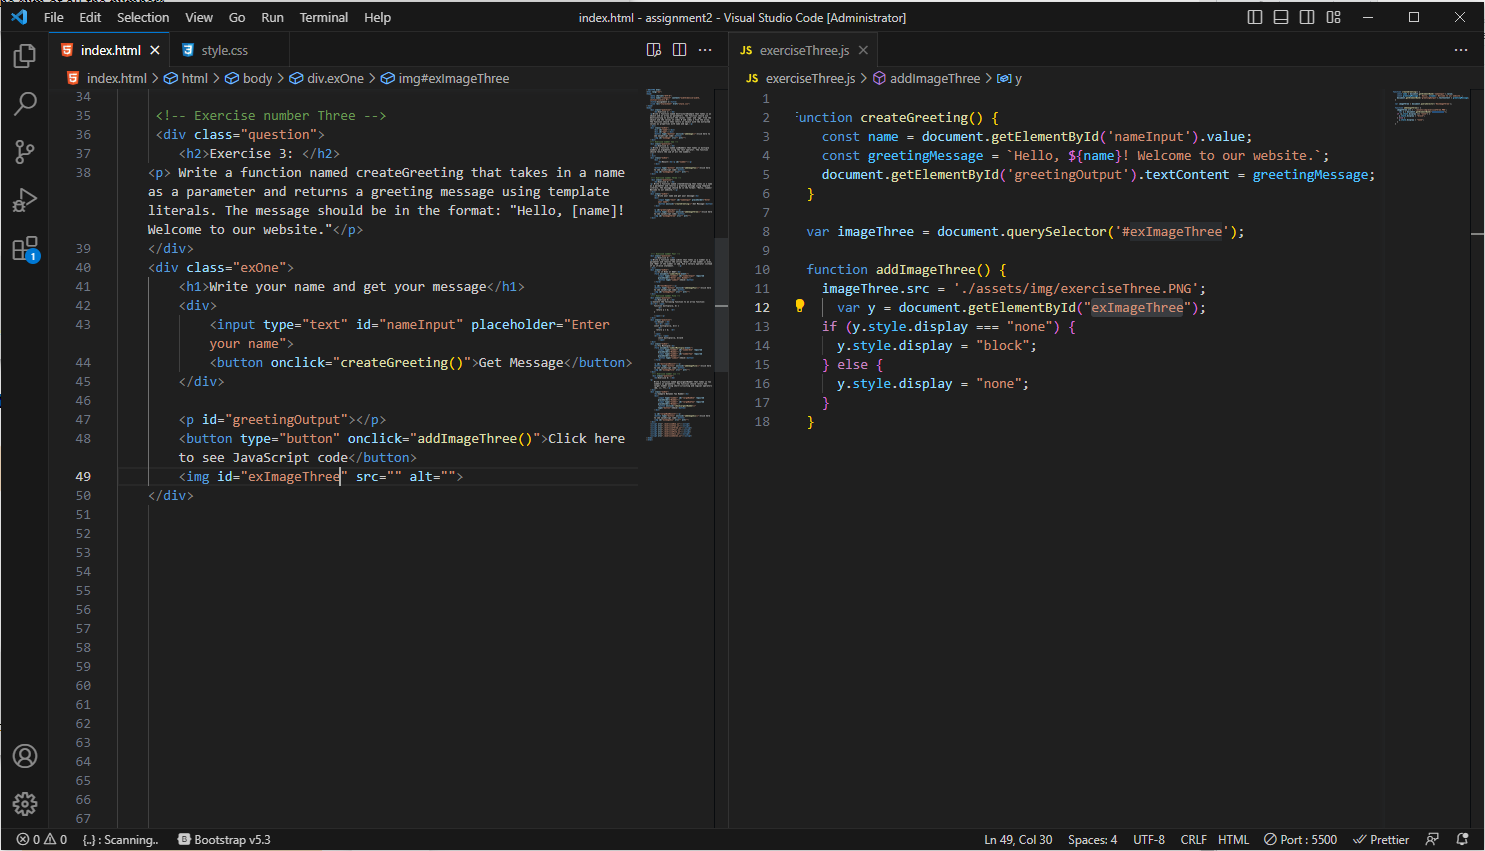 File Edit Selection View Go Run Terminal Help
index.html - assignment2 - Visual Studio Code [Administrator]
index.html
style.css
index.html > html > body > div.exOne > img#exImageThree
34
35 <!-- Exercise number Three -->
36 <div class="question">
37 <h2>Exercise 3: </h2>
38 <p> Write a function named createGreeting that takes in a name
as a parameter and returns a greeting message using template
literals. The message should be in the format: "Hello, [name]!
Welcome to our website."</p>
39 </div>
40 <div class="exOne">
41 <h1>Write your name and get your message</h1>
42 <div>
43 <input type="text" id="nameInput" placeholder="Enter
your name">
44 <button onclick="createGreeting()">Get Message</button>
45 </div>
46
47 <p id="greetingOutput"></p>
48 <button type="button" onclick="addImageThree()">Click here
to see JavaScript code</button>
49 <img id="exImageThree" src="" alt="">
50 </div>
51
52
53
54
55
56
57
58
59
60
61
62
63
64
65
66
67
JS exerciseThree.js
JS exerciseThree.js > addImageThree > y
1
2 function createGreeting() {
3 const name = document.getElementById('nameInput').value;
4 const greetingMessage = `Hello, ${name}! Welcome to our website.`;
5 document.getElementById('greetingOutput').textContent = greetingMessage;
6 }
7
8 var imageThree = document.querySelector('#exImageThree');
9
10 function addImageThree() {
11 imageThree.src = './assets/img/exerciseThree.PNG';
12 var y = document.getElementById("exImageThree");
13 if (y.style.display === "none") {
14 y.style.display = "block";
15 } else {
16 y.style.display = "none";
17 }
18 }
1
0 0 {..} : Scanning.. Bootstrap v5.3
Ln 49, Col 30 Spaces: 4 UTF-8 CRLF HTML Port : 5500 Prettier